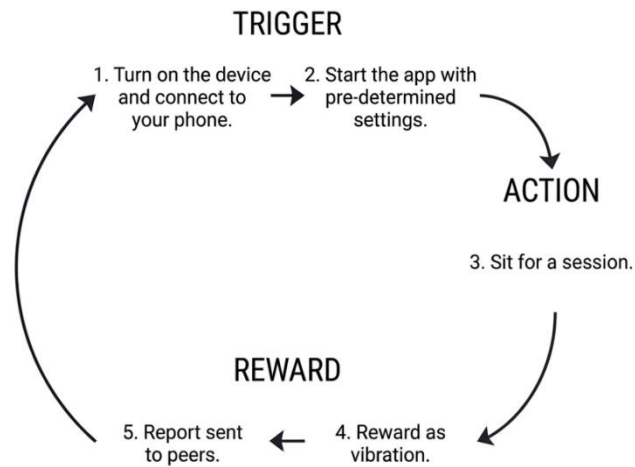 TRIGGER
1. Turn on the device
and connect to
your phone.
2. Start the app with
pre-determined
settings.
ACTION
3. Sit for a session.
REWARD
4. Reward as
vibration.
5. Report sent
to peers.